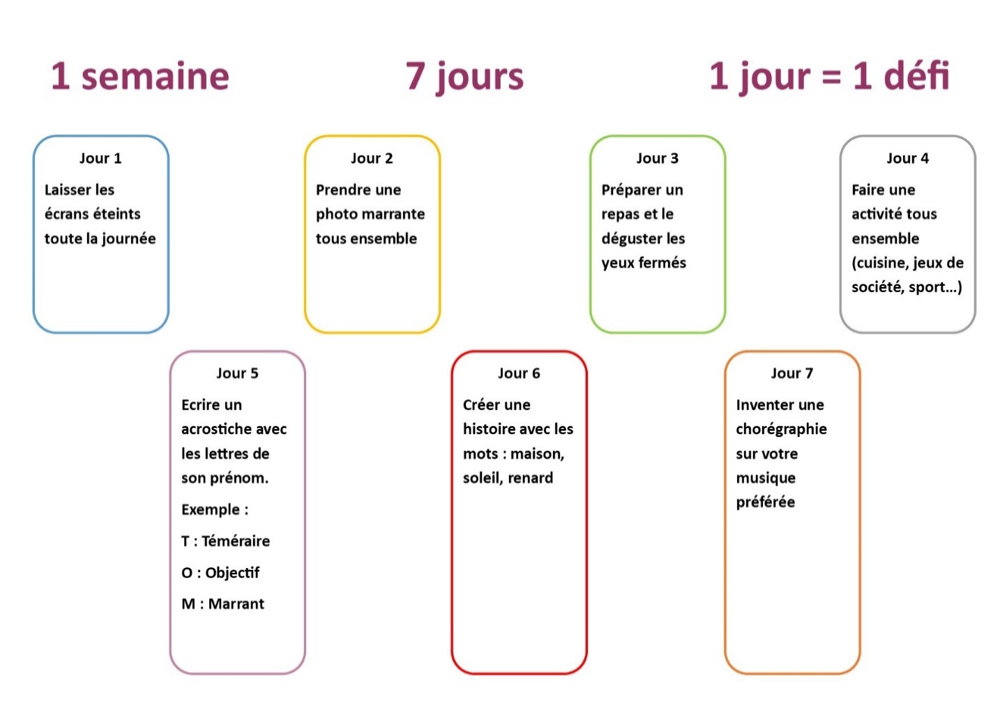 1 semaine
7 jours
1 jour = 1 défi
Jour 1
Laisser les
écrans éteints
toute la journée
Jour 2
Prendre une
photo marrante
tous ensemble
Jour 3
Préparer un
repas et le
déguster les
yeux fermés
Jour 4
Faire une
activité tous
ensemble
(cuisine, jeux de
société, sport...)
Jour 5
Ecrire un
acrostiche avec
les lettres de
son prénom.
Exemple :
T : Téméraire
O : Objectif
M : Marrant
Jour 6
Créer une
histoire avec les
mots : maison,
soleil, renard
Jour 7
Inventer une
chorégraphie
sur votre
musique
préférée